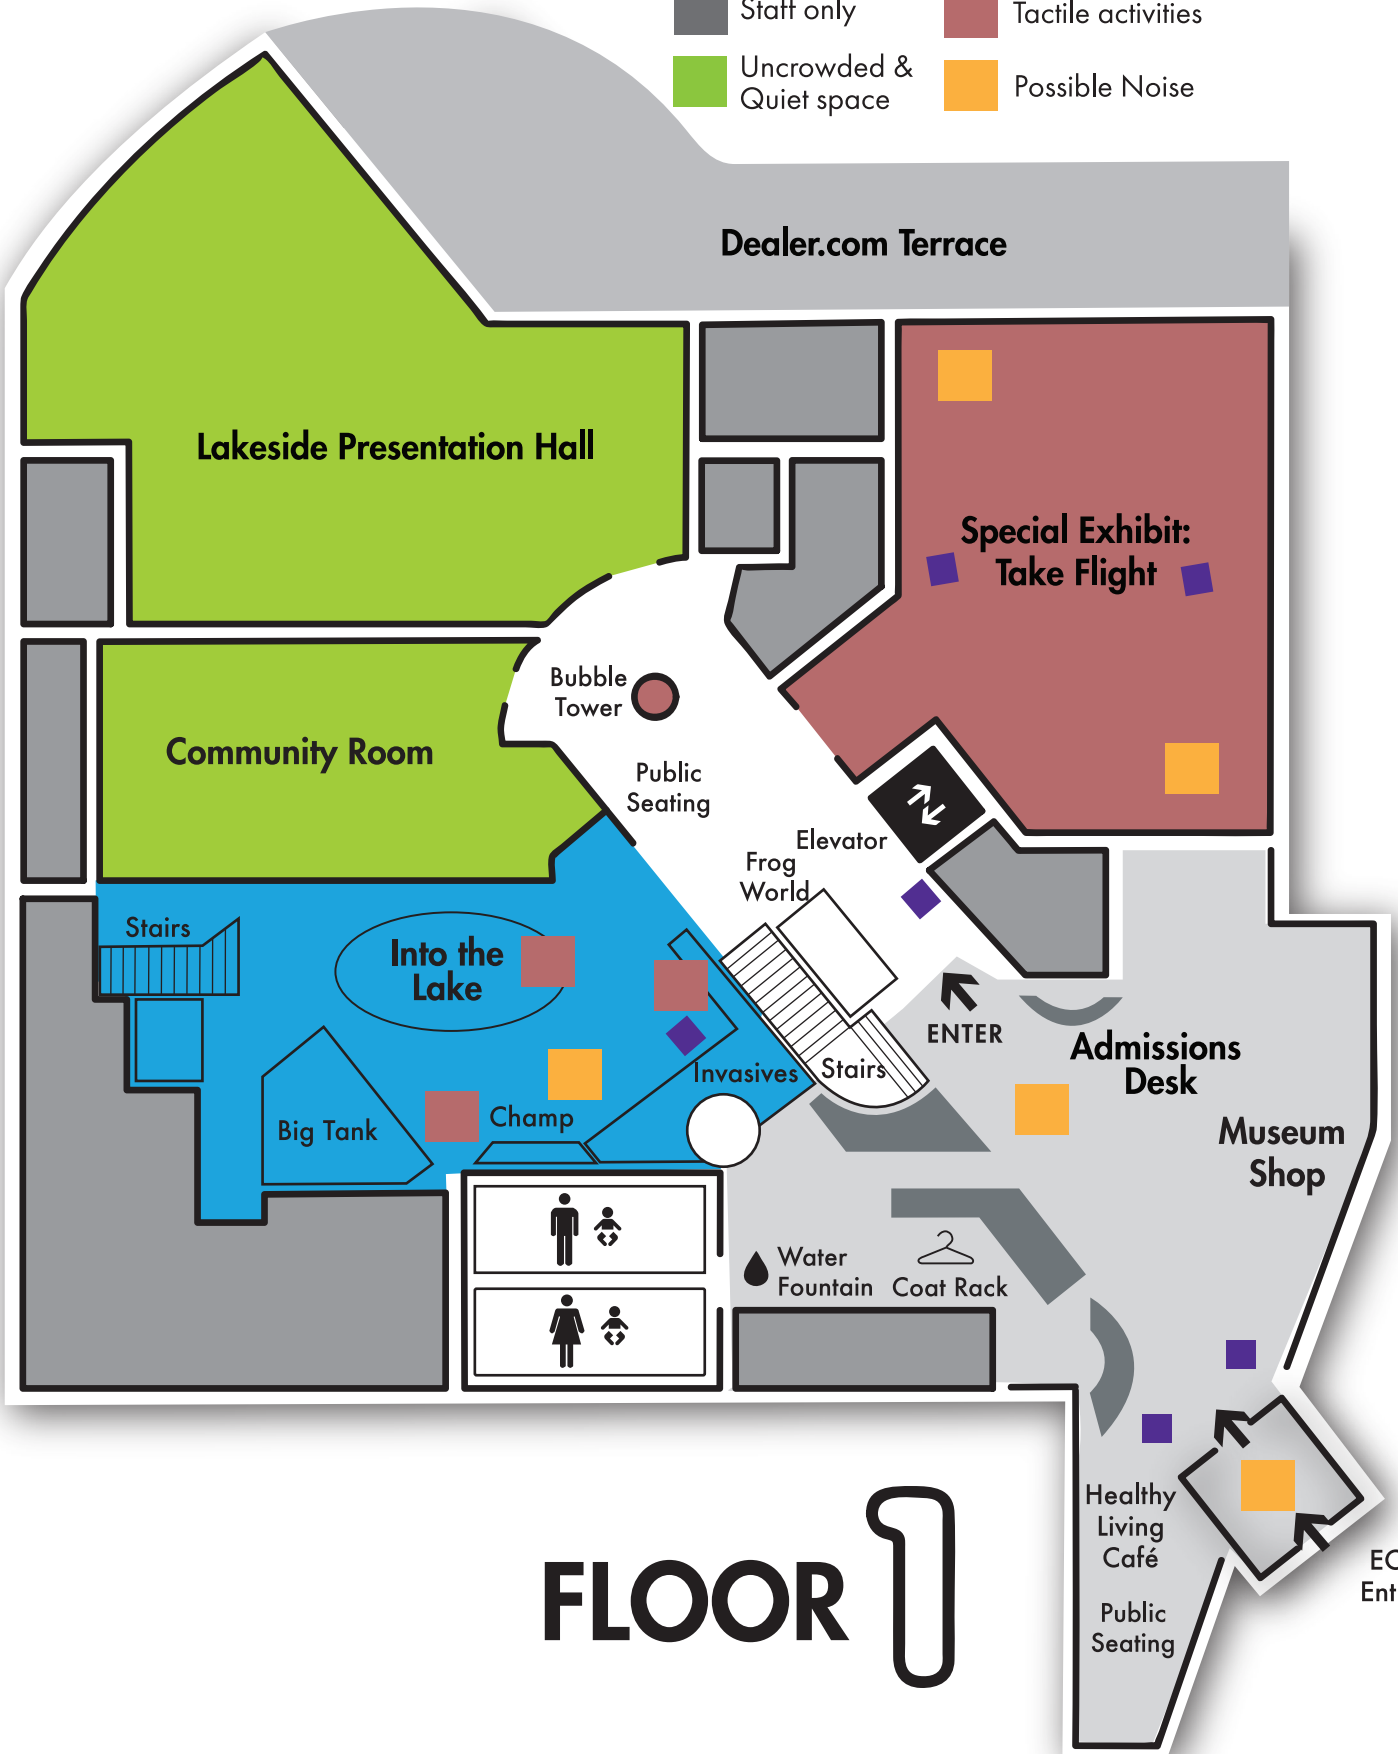 Staff only
Tactile activities
Uncrowded &
Quiet space
Possible Noise
Dealer.com Terrace
Lakeside Presentation Hall
Special Exhibit:
Take Flight
Bubble
Tower
Community Room
Public
Seating
Elevator
Frog
World
Stairs
Into the
Lake
ENTER
Admissions
Desk
Invasives
Stairs
Big Tank
Champ
Museum
Shop
Water
Fountain
Coat Rack
Healthy
Living
Café
Public
Seating
EC
Ent
FLOOR 1